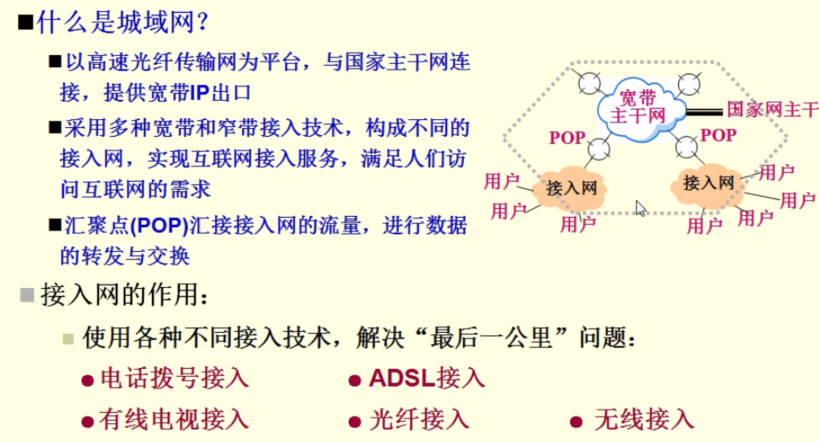 ■什么是城域网？
■以高速光纤传输网为平台，与国家主干网连
接，提供宽带IP出口
■采用多种宽带和窄带接入技术，构成不同的
接入网，实现互联网接入服务，满足人们访
问互联网的需求
■汇聚点(POP)汇接接入网的流量，进行数据
的转发与交换
宽带
主干网
国家网主干
POP
POP
用户
接入网
接入网
用户
用户
用户
用户
用户
用户
■接入网的作用：
■使用各种不同接入技术，解决“最后一公里”问题：
●电话拨号接入
●ADSL接入
●有线电视接入
●光纤接入
●无线接入